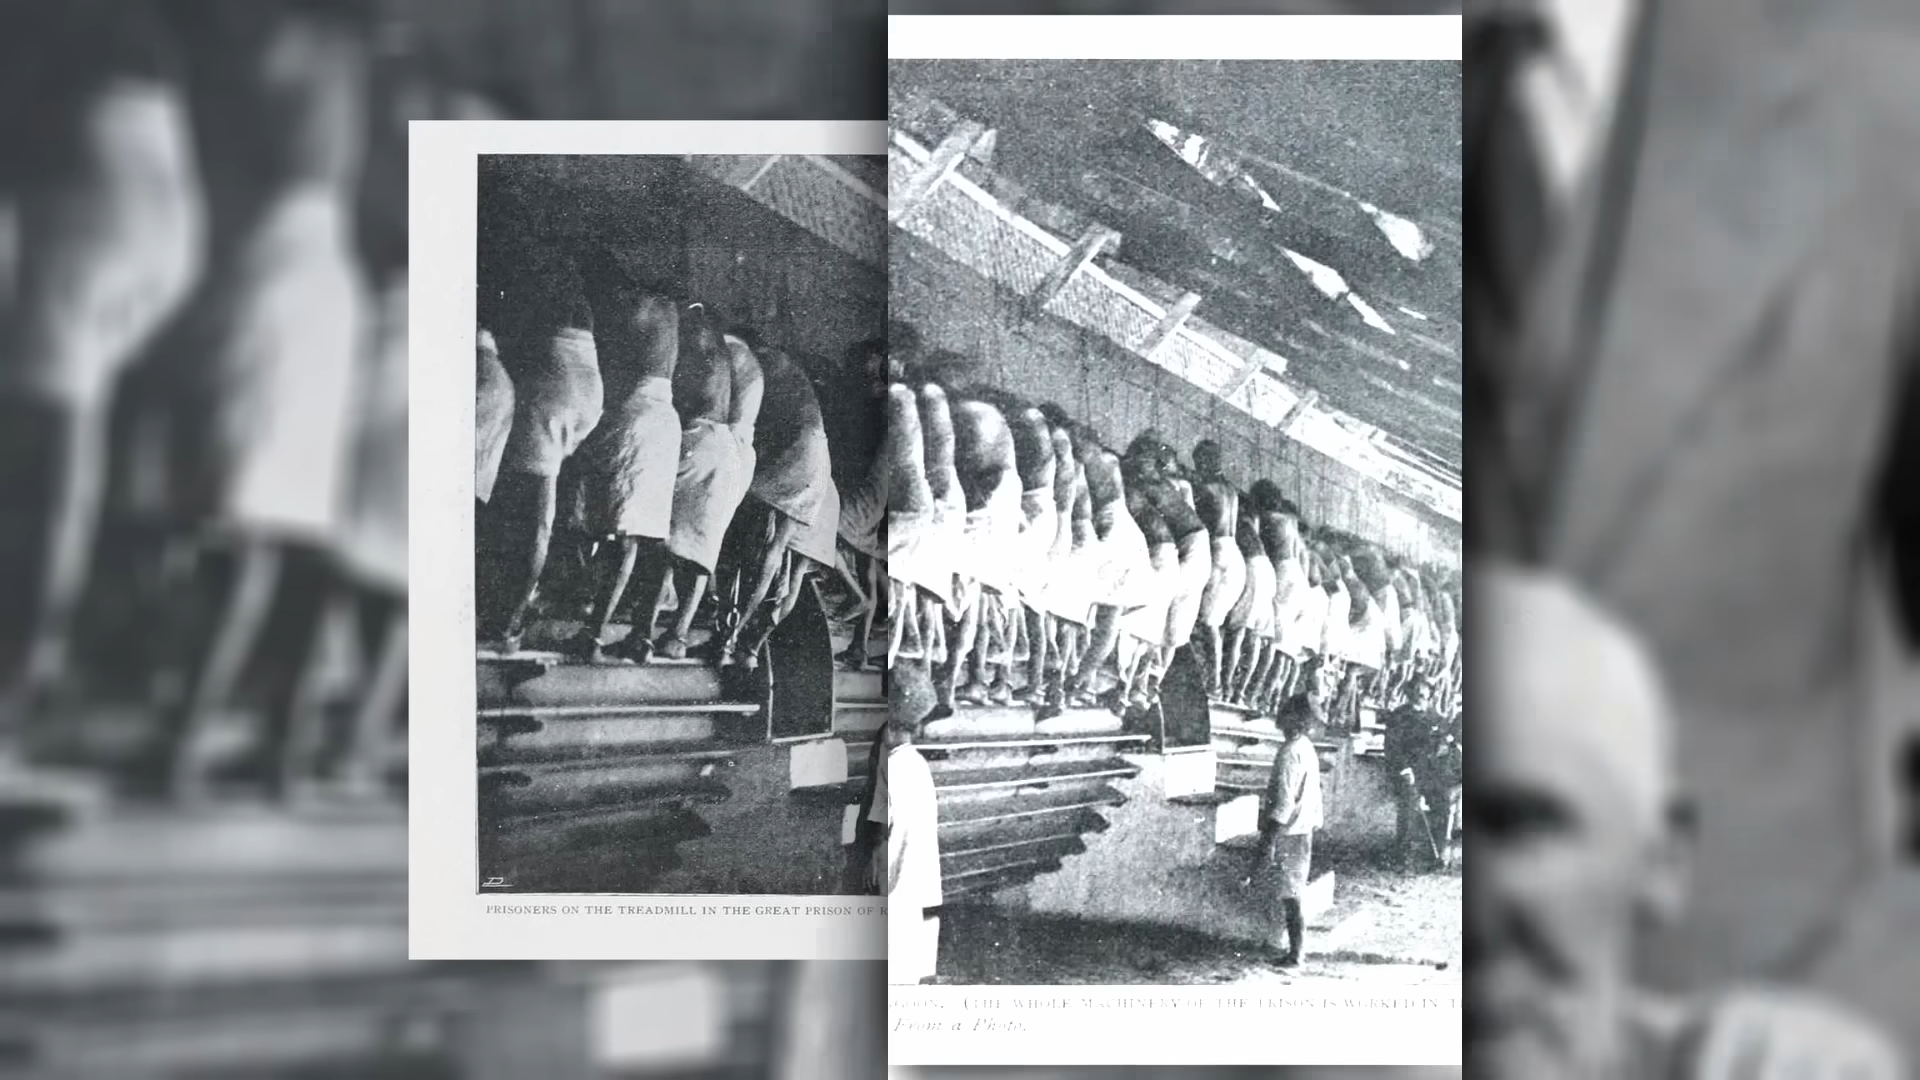 PRISONERS ON THE TREADMILL IN THE GREAT PRISON OF R
GOON. (THE WHOLE MACHINERY OF THE PRISON IS WORKED IN T
From a Photo.